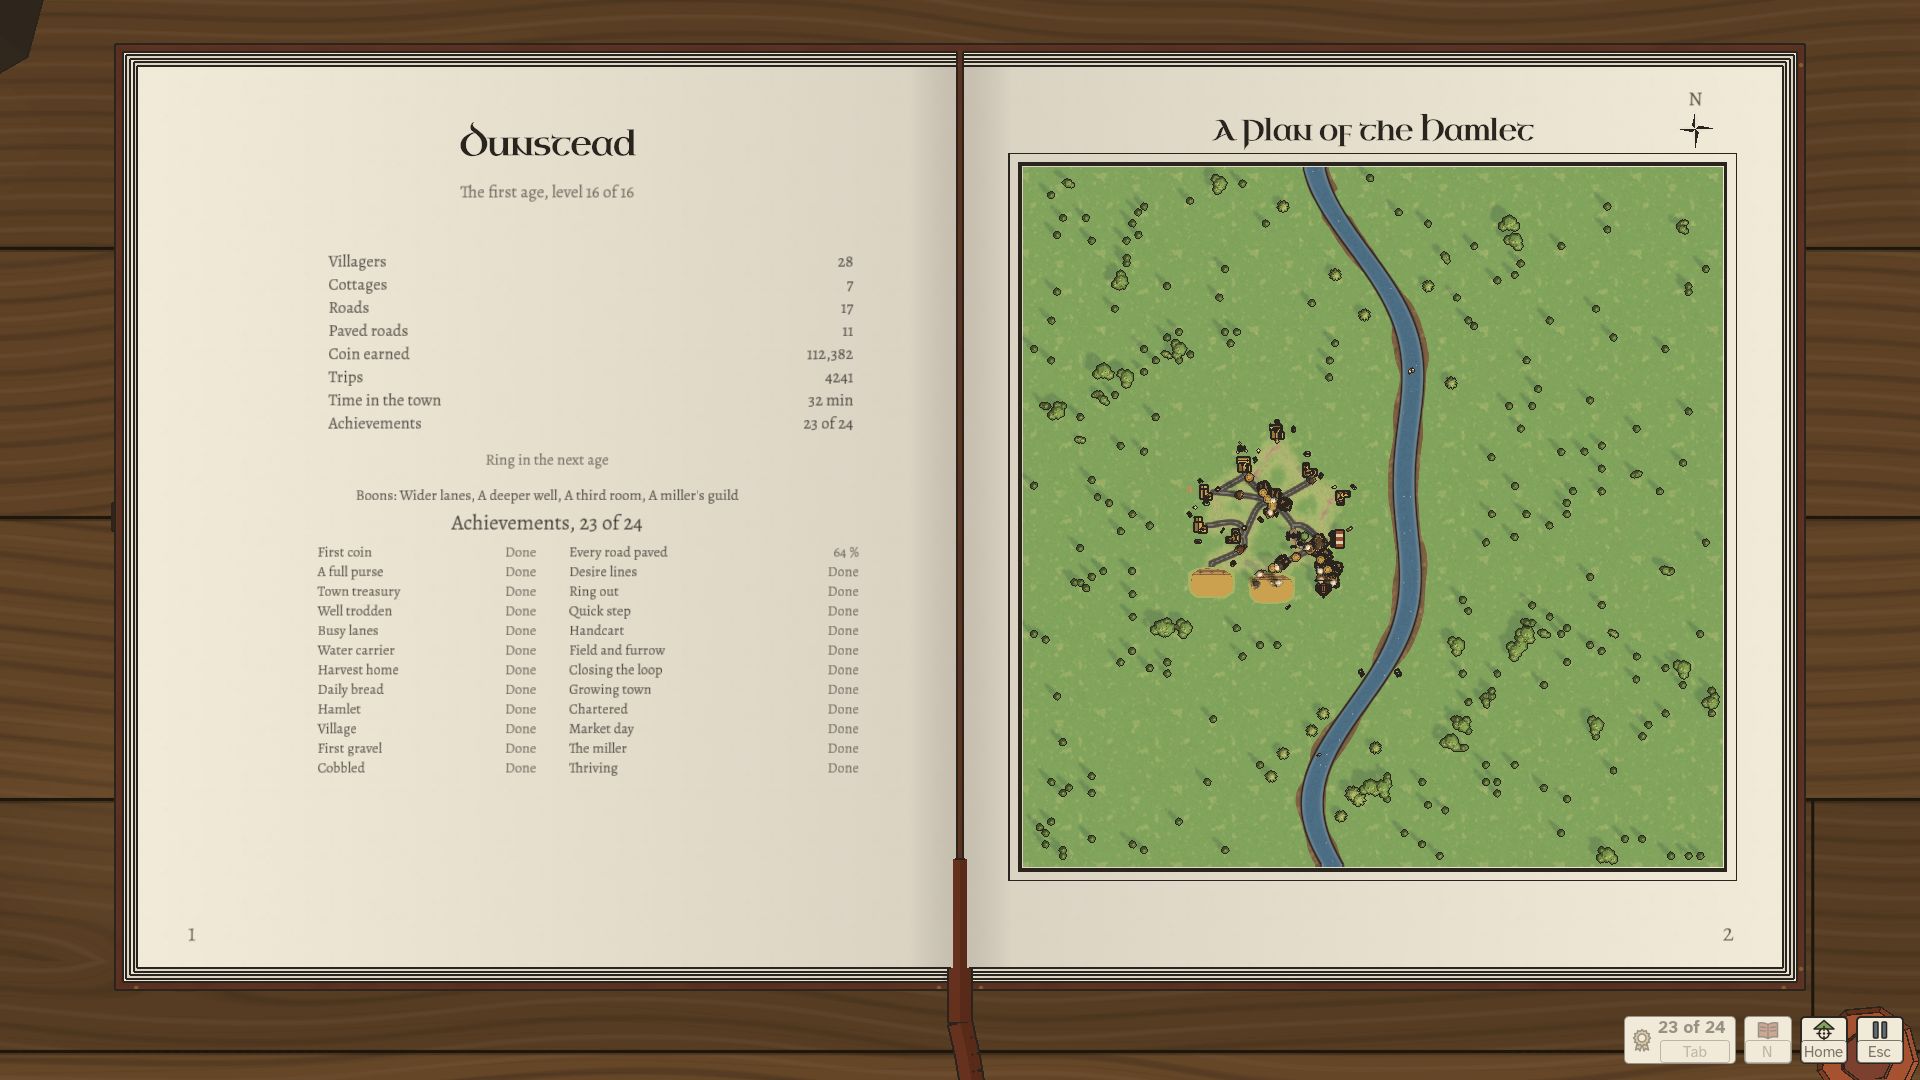 Dunstead
The first age, level 16 of 16
Villagers 28
Cottages 7
Roads 17
Paved roads 11
Coin earned 112,382
Trips 4241
Time in the town 32 min
Achievements 23 of 24
Ring in the next age
Boons: Wider lanes, A deeper well, A third room, A miller's guild
Achievements, 23 of 24
First coin Done Every road paved 64 %
A full purse Done Desire lines Done
Town treasury Done Ring out Done
Well trodden Done Quick step Done
Busy lanes Done Handcart Done
Water carrier Done Field and furrow Done
Harvest home Done Closing the loop Done
Daily bread Done Growing town Done
Hamlet Done Chartered Done
Village Done Market day Done
First gravel Done The miller Done
Cobbled Done Thriving Done
1
N
A Plan of the Hamlet
2
23 of 24
Tab
N
Home
Esc